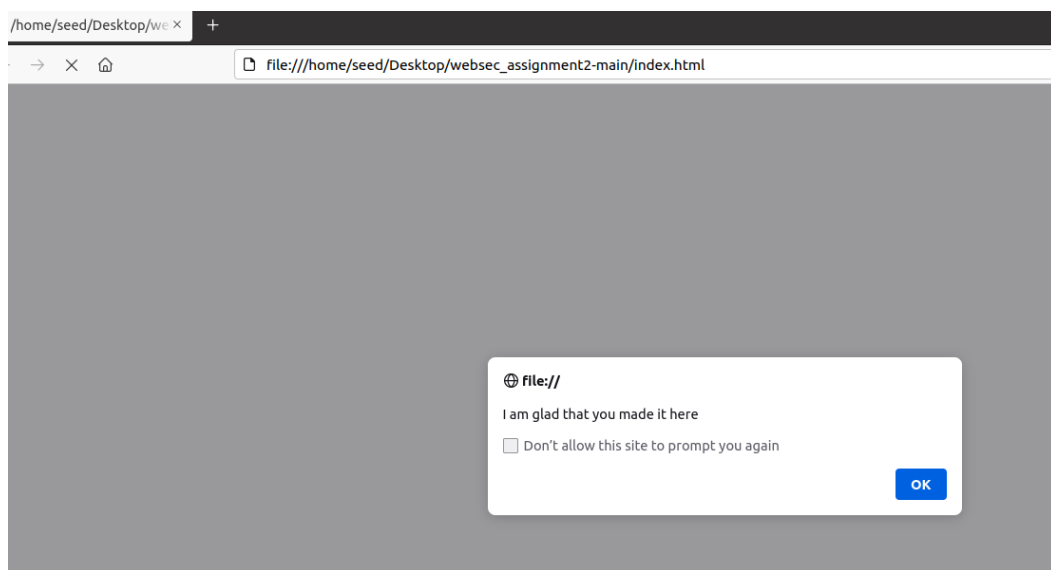 /home/seed/Desktop/we
file:///home/seed/Desktop/websec_assignment2-main/index.html
file://
I am glad that you made it here
Don't allow this site to prompt you again
OK